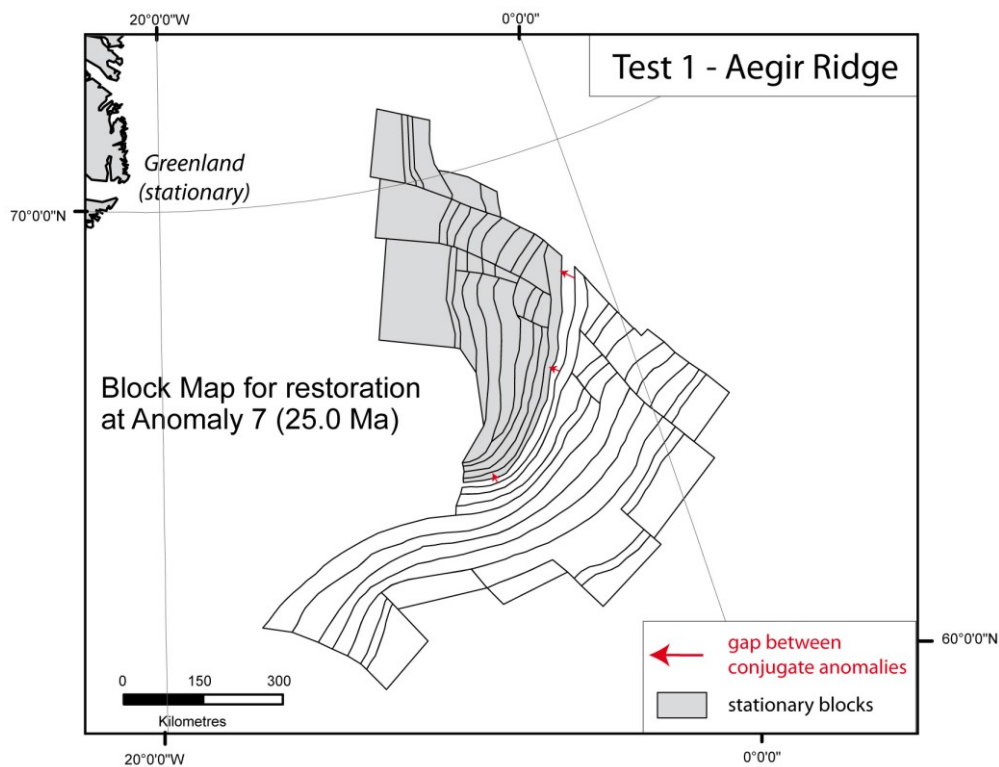 20°0'0"W
0°0'0"
Test 1 - Aegir Ridge
Greenland
(stationary)
70°0'0"N
Block Map for restoration
at Anomaly 7 (25.0 Ma)
gap between
conjugate anomalies
60°0'0"N
stationary blocks
0 150 300
Kilometres
20°0'0"W
0°0'0"W